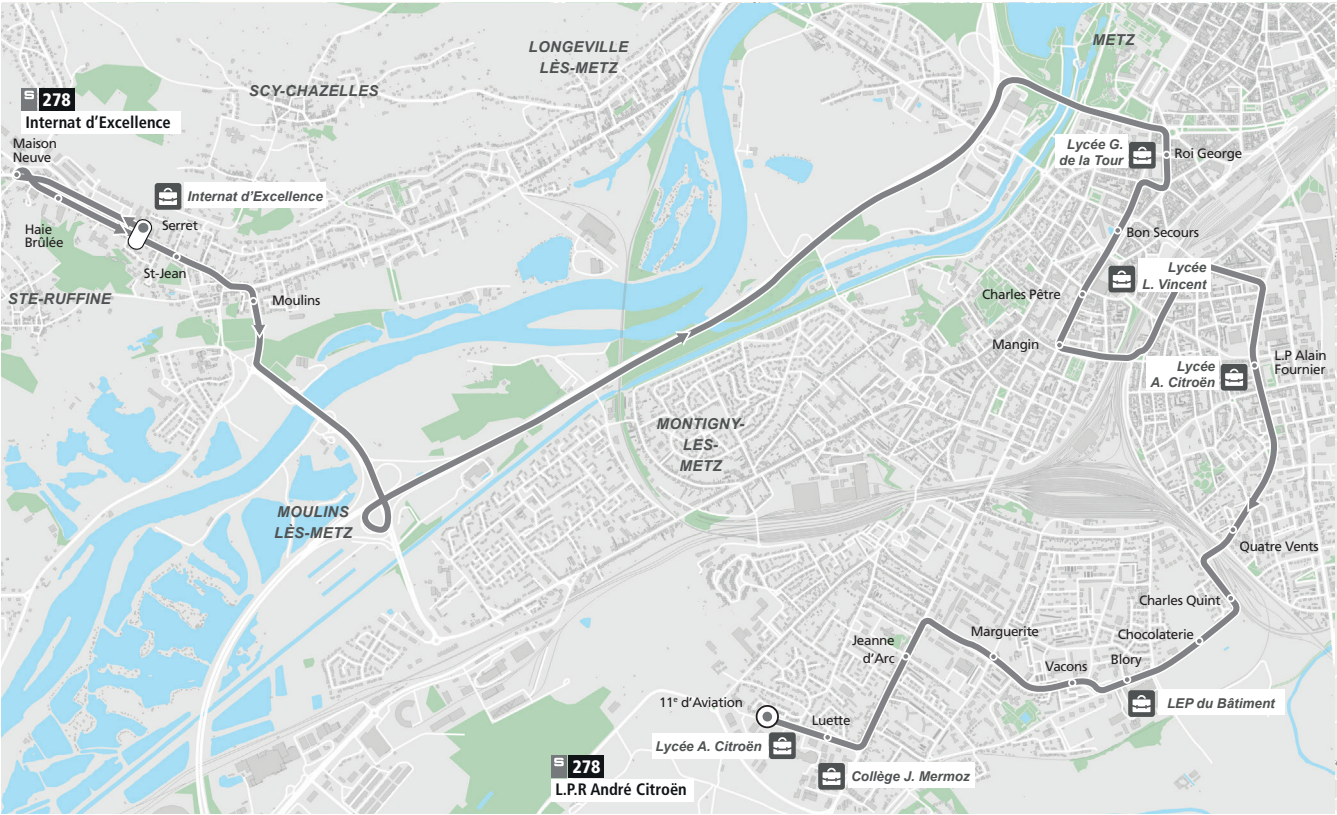 LONGEVILLE
LÈS-METZ
METZ
SCY-CHAZELLES
S 278
Internat d'Excellence
Maison
Neuve
Internat d'Excellence
Haie
Brûlée
Serret
St-Jean
STE-RUFFINE
Moulins
Lycée G.
de la Tour
Roi George
Bon Secours
Lycée
L. Vincent
Charles Pêtre
Mangin
Lycée
A. Citroën
L.P Alain
Fournier
MONTIGNY-
LES-
METZ
MOULINS
LÈS-METZ
Quatre Vents
Charles Quint
Chocolaterie
Blory
Vacons
Marguerite
Jeanne
d'Arc
LEP du Bâtiment
11e d'Aviation
Luette
Lycée A. Citroën
Collège J. Mermoz
S 278
L.P.R André Citroën